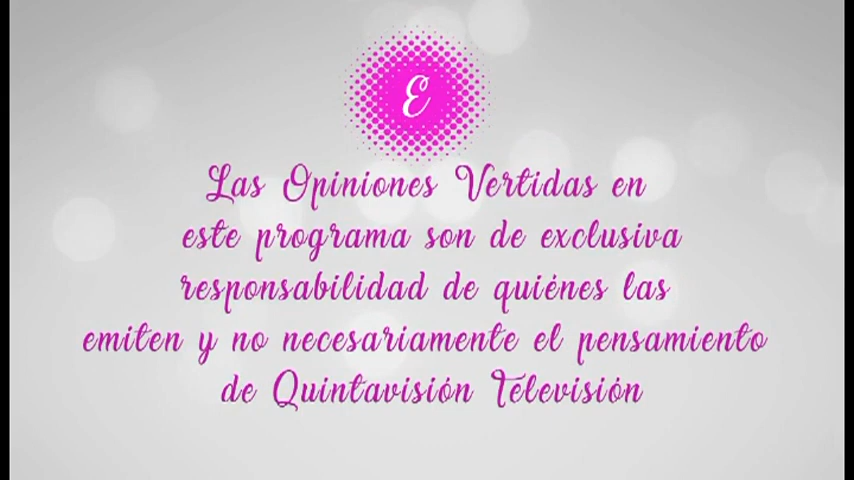 E
Las Opiniones Vertidas en
este programa son de exclusiva
responsabilidad de quiénes las
emiten y no necesariamente el pensamiento
de Quintavisión Televisión